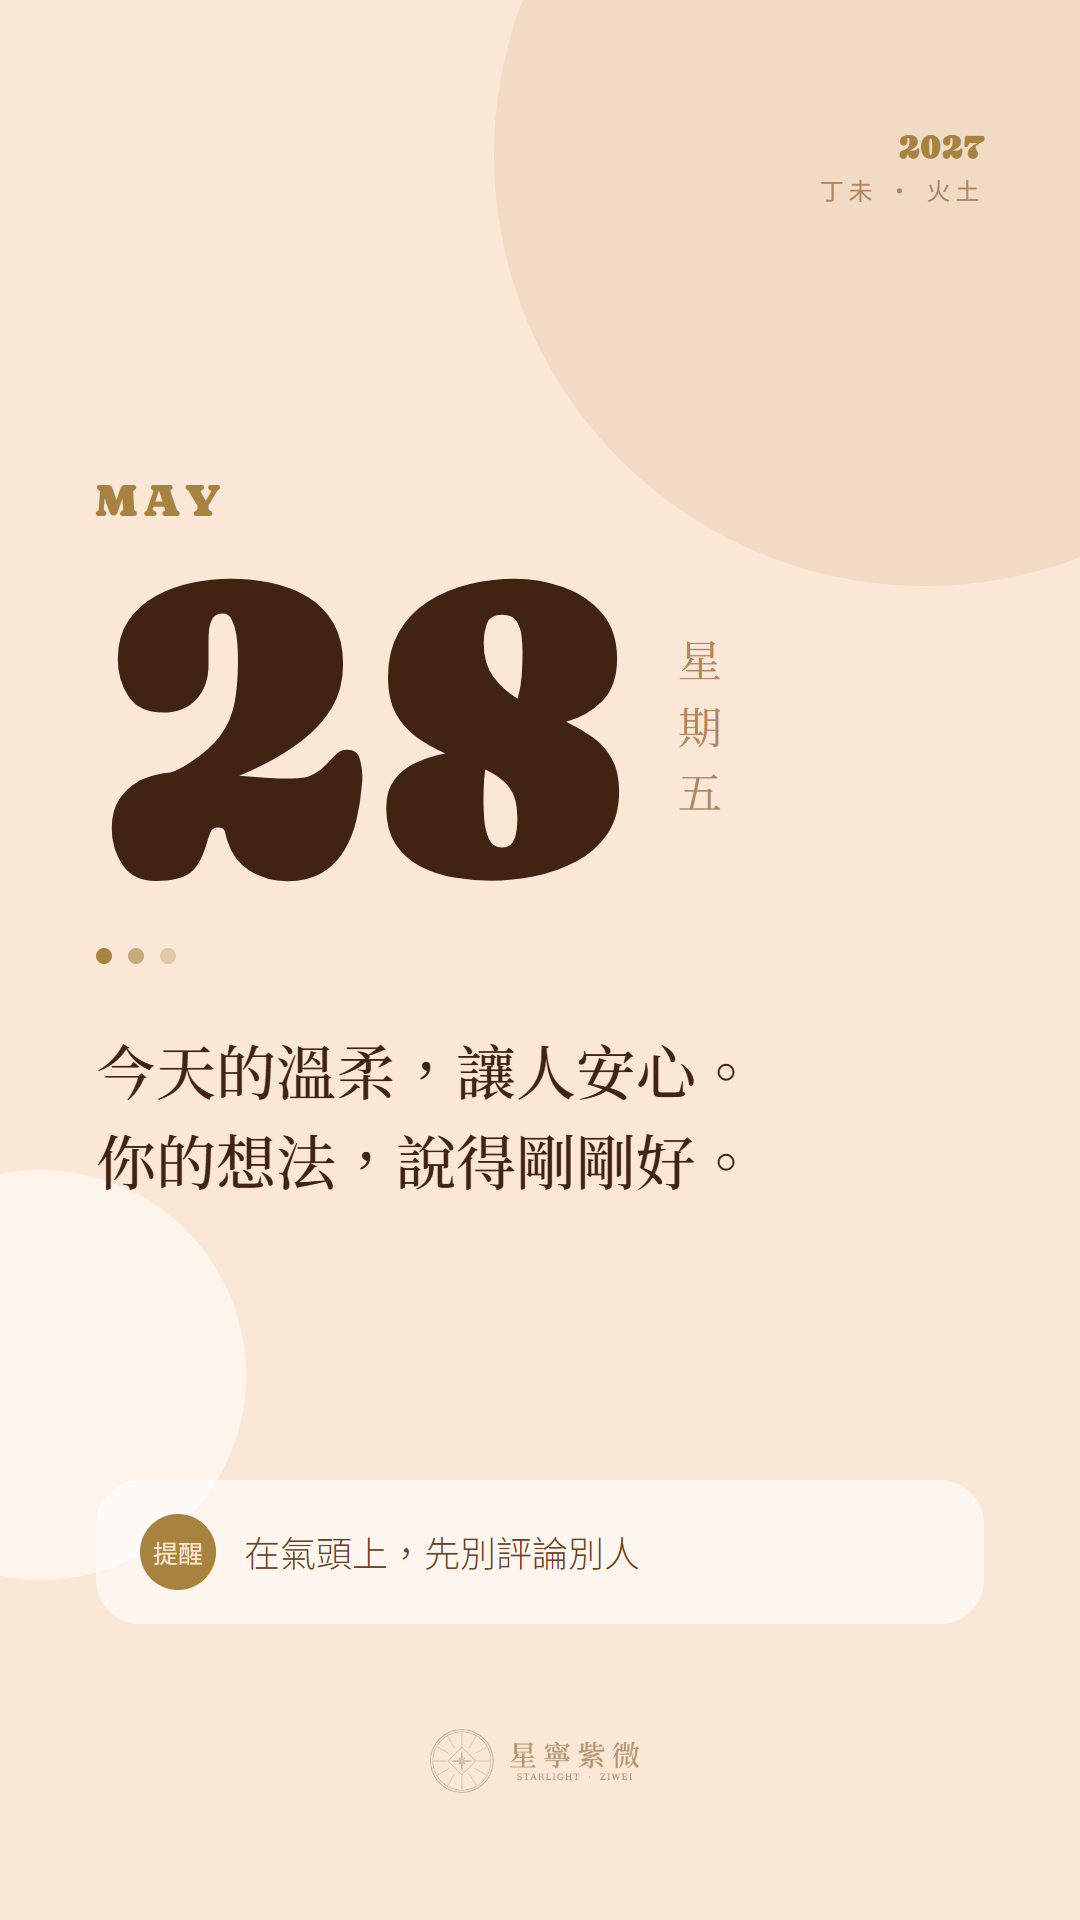 2027
丁未 · 火土
MAY
28
星期五
今天的溫柔，讓人安心。
你的想法，說得剛剛好。
提醒
在氣頭上，先別評論別人
星寧紫微
STARLIGHT · ZIWEI